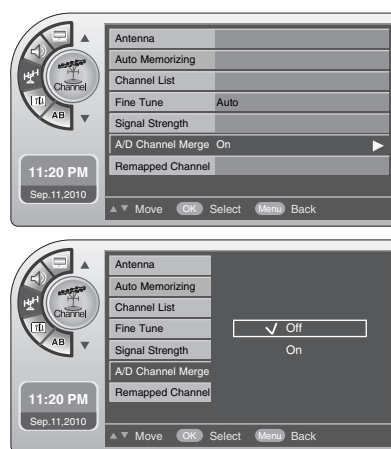 Antenna
Auto Memorizing
Channel List
Fine Tune Auto
Signal Strength
A/D Channel Merge On
Remapped Channel
Channel
AB
11:20 PM
Sep.11,2010
Move OK Select Menu Back
Antenna
Auto Memorizing
Channel List
Fine Tune
Signal Strength
A/D Channel Merge
Remapped Channel
Off
On
Channel
AB
11:20 PM
Sep.11,2010
Move OK Select Menu Back